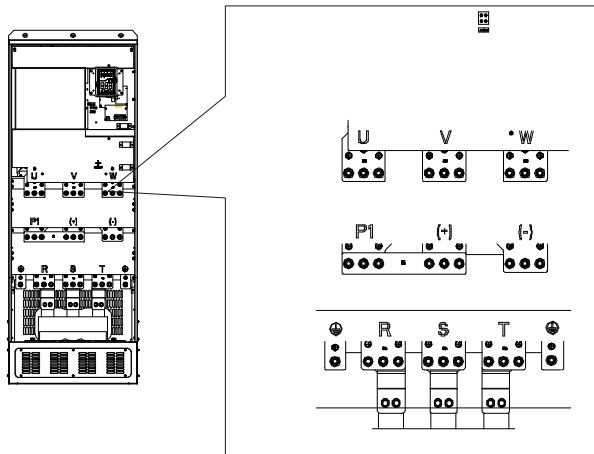 U V W
P1 (+) (-)
R S T
U V W
P1 (+) (-)
R S T